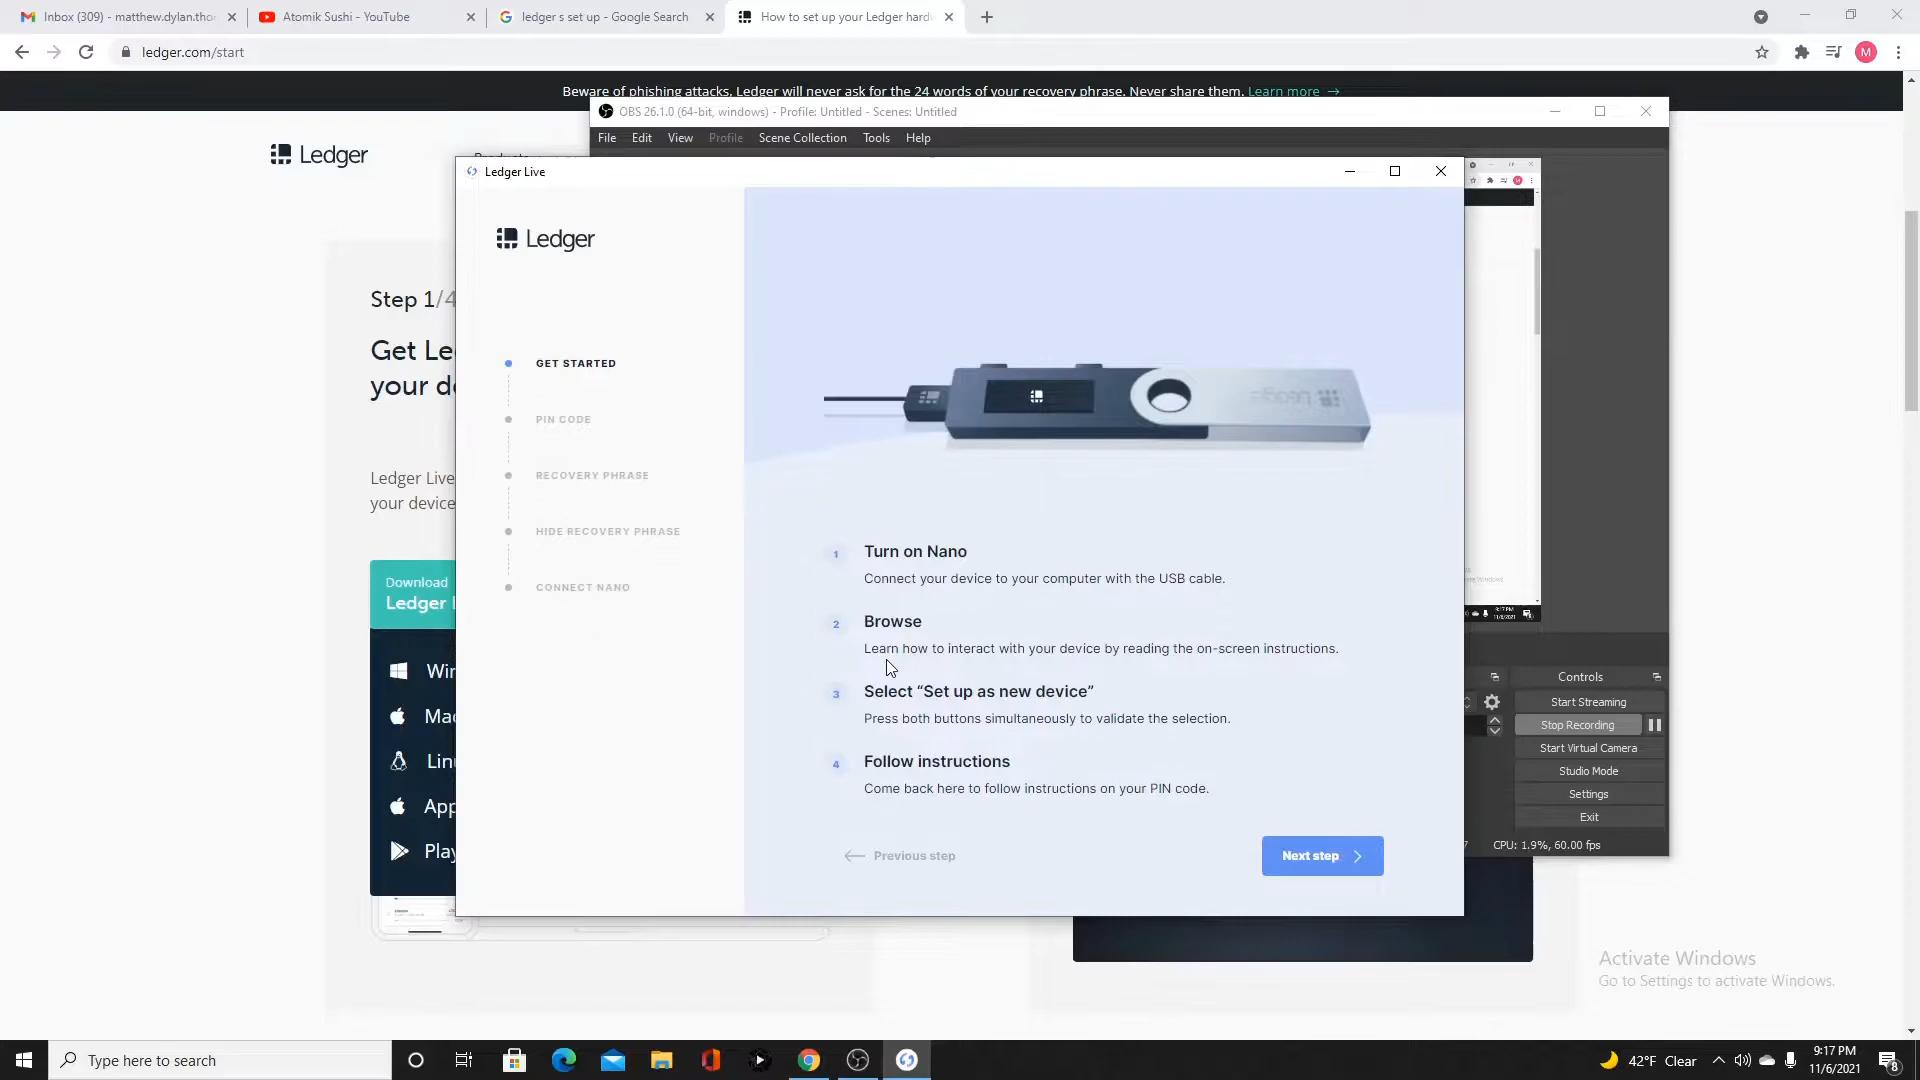 Inbox (309) - matthew.dylan.tho
Atomik Sushi - YouTube
ledger s set up - Google Search
How to set up your Ledger hardw
ledger.com/start
M
Beware of phishing attacks, Ledger will never ask for the 24 words of your recovery phrase. Never share them. Learn more →
OBS 26.1.0 (64-bit, windows) - Profile: Untitled - Scenes: Untitled
File Edit View Profile Scene Collection Tools Help
Ledger
Products
Ledger Live
Ledger
Step 1/4
Get Le
your de
Ledger Live
your device
Download
Ledger
Win
Mac
Linu
App
Play
GET STARTED
PIN CODE
RECOVERY PHRASE
HIDE RECOVERY PHRASE
CONNECT NANO
Ledger
1 Turn on Nano
Connect your device to your computer with the USB cable.
2 Browse
Learn how to interact with your device by reading the on-screen instructions.
3 Select “Set up as new device”
Press both buttons simultaneously to validate the selection.
4 Follow instructions
Come back here to follow instructions on your PIN code.
Previous step
Next step
Controls
Start Streaming
Stop Recording
Start Virtual Camera
Studio Mode
Settings
Exit
7 CPU: 1.9%, 60.00 fps
Activate Windows
Go to Settings to activate Windows.
Type here to search
42°F Clear
9:17 PM
11/6/2021
8